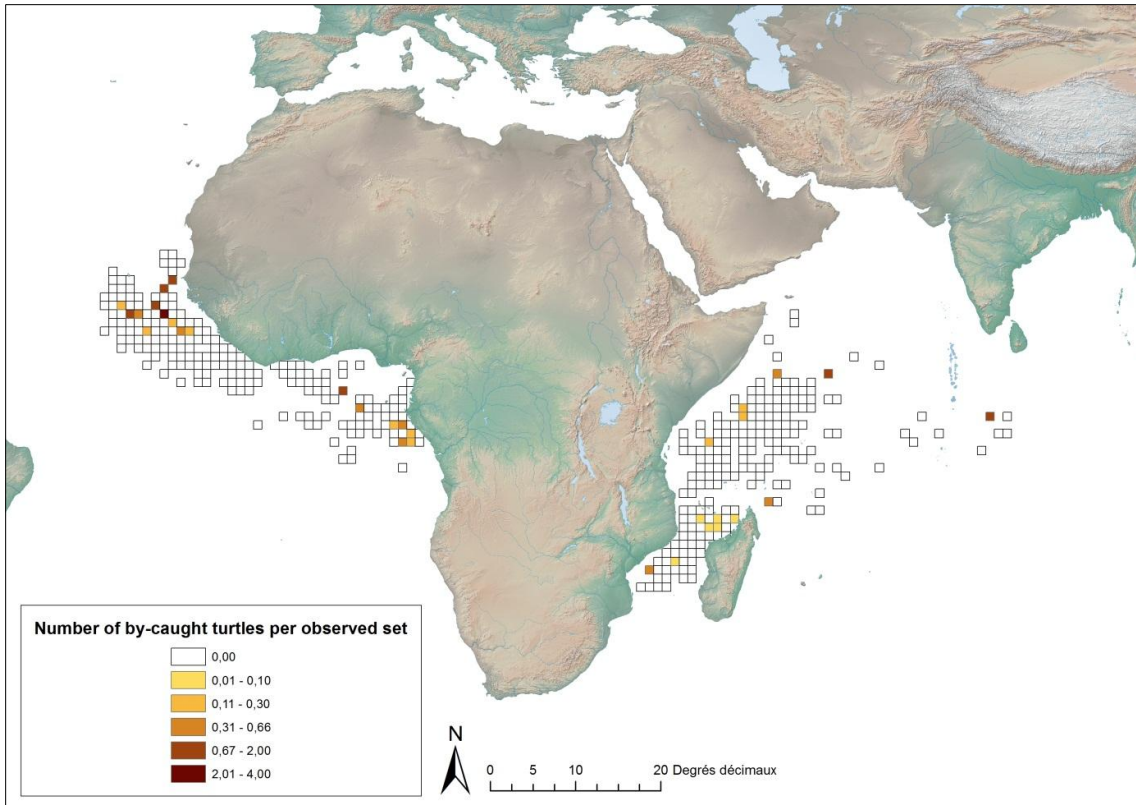 Number of by-caught turtles per observed set
0,00
0,01 - 0,10
0,11 - 0,30
0,31 - 0,66
0,67 - 2,00
2,01 - 4,00
N
0 5 10 20 Degrés décimaux